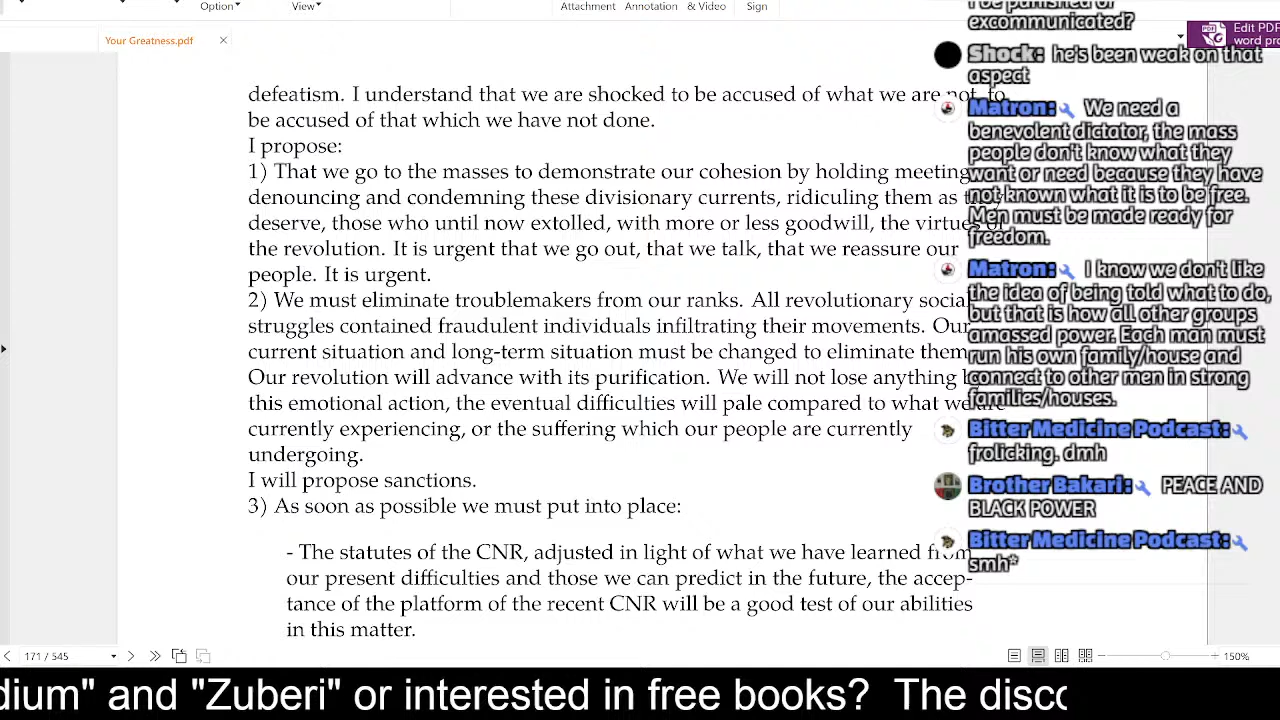 Option
View
Attachment
Annotation
& Video
Sign
Your Greatness.pdf
Edit PDF
word pro
defeatism. I understand that we are shocked to be accused of what we are not, to
be accused of that which we have not done.
I propose:
1) That we go to the masses to demonstrate our cohesion by holding meeting
denouncing and condemning these divisionary currents, ridiculing them as they
deserve, those who until now extolled, with more or less goodwill, the virtues of
the revolution. It is urgent that we go out, that we talk, that we reassure our
people. It is urgent.
2) We must eliminate troublemakers from our ranks. All revolutionary social
struggles contained fraudulent individuals infiltrating their movements. Our
current situation and long-term situation must be changed to eliminate them
Our revolution will advance with its purification. We will not lose anything
this emotional action, the eventual difficulties will pale compared to what we are
currently experiencing, or the suffering which our people are currently
undergoing.
I will propose sanctions.
3) As soon as possible we must put into place:
- The statutes of the CNR, adjusted in light of what we have learned from
our present difficulties and those we can predict in the future, the accep-
tance of the platform of the recent CNR will be a good test of our abilities
in this matter.
be punished or
excommunicated?
Shock: he's been weak on that
aspect
Matron: We need a
benevolent dictator, the mass
people don't know what they
want or need because they have
not known what it is to be free.
Men must be made ready for
freedom.
Matron: I know we don't like
the idea of being told what to do,
but that is how all other groups
amassed power. Each man must
run his own family/house and
connect to other men in strong
families/houses.
Bitter Medicine Podcast:
frolicking. dmh
Brother Bakari: PEACE AND
BLACK POWER
Bitter Medicine Podcast:
smh*
171 / 545
150%
dium" and "Zuberi" or interested in free books? The disco